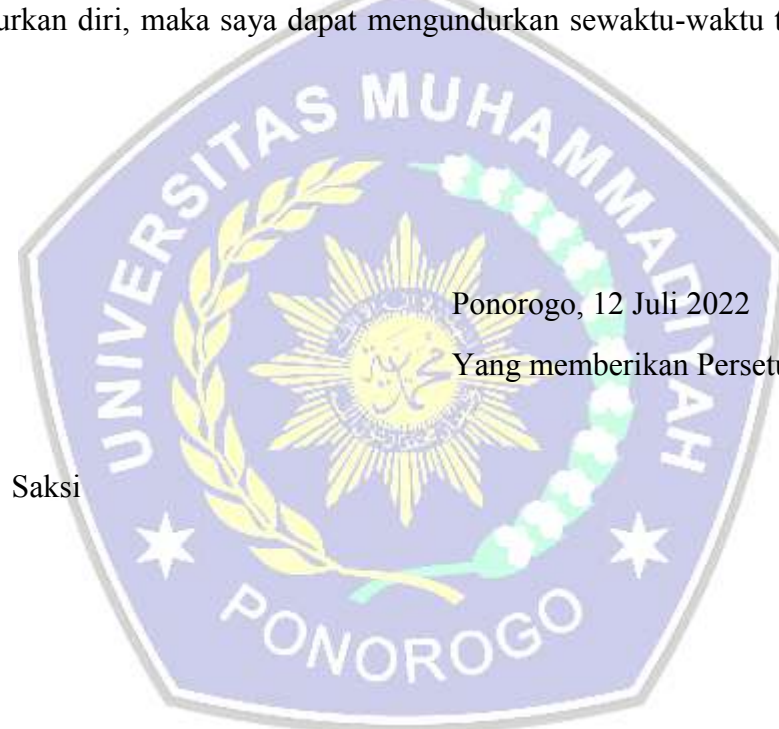 urkan diri, maka saya dapat mengundurkan sewaktu-waktu t
UNIVERSITAS MUHAMMADIYAH
Ponorogo, 12 Juli 2022
Yang memberikan Persetu
Saksi
PONOROGO